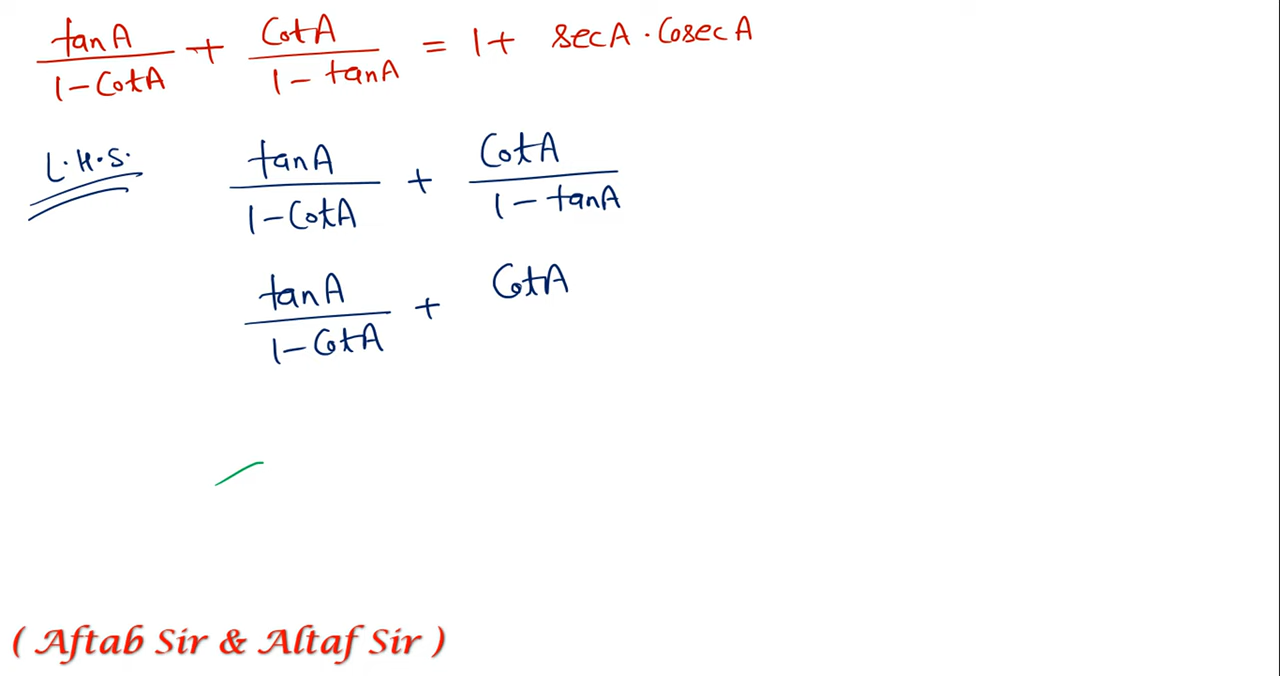 tanA/(1-CotA) + CotA/(1-tanA) = 1+ secA·CosecA
L.H.S. tanA/(1-CotA) + CotA/(1-tanA)
tanA/(1-CotA) + CotA
( Aftab Sir & Altaf Sir )